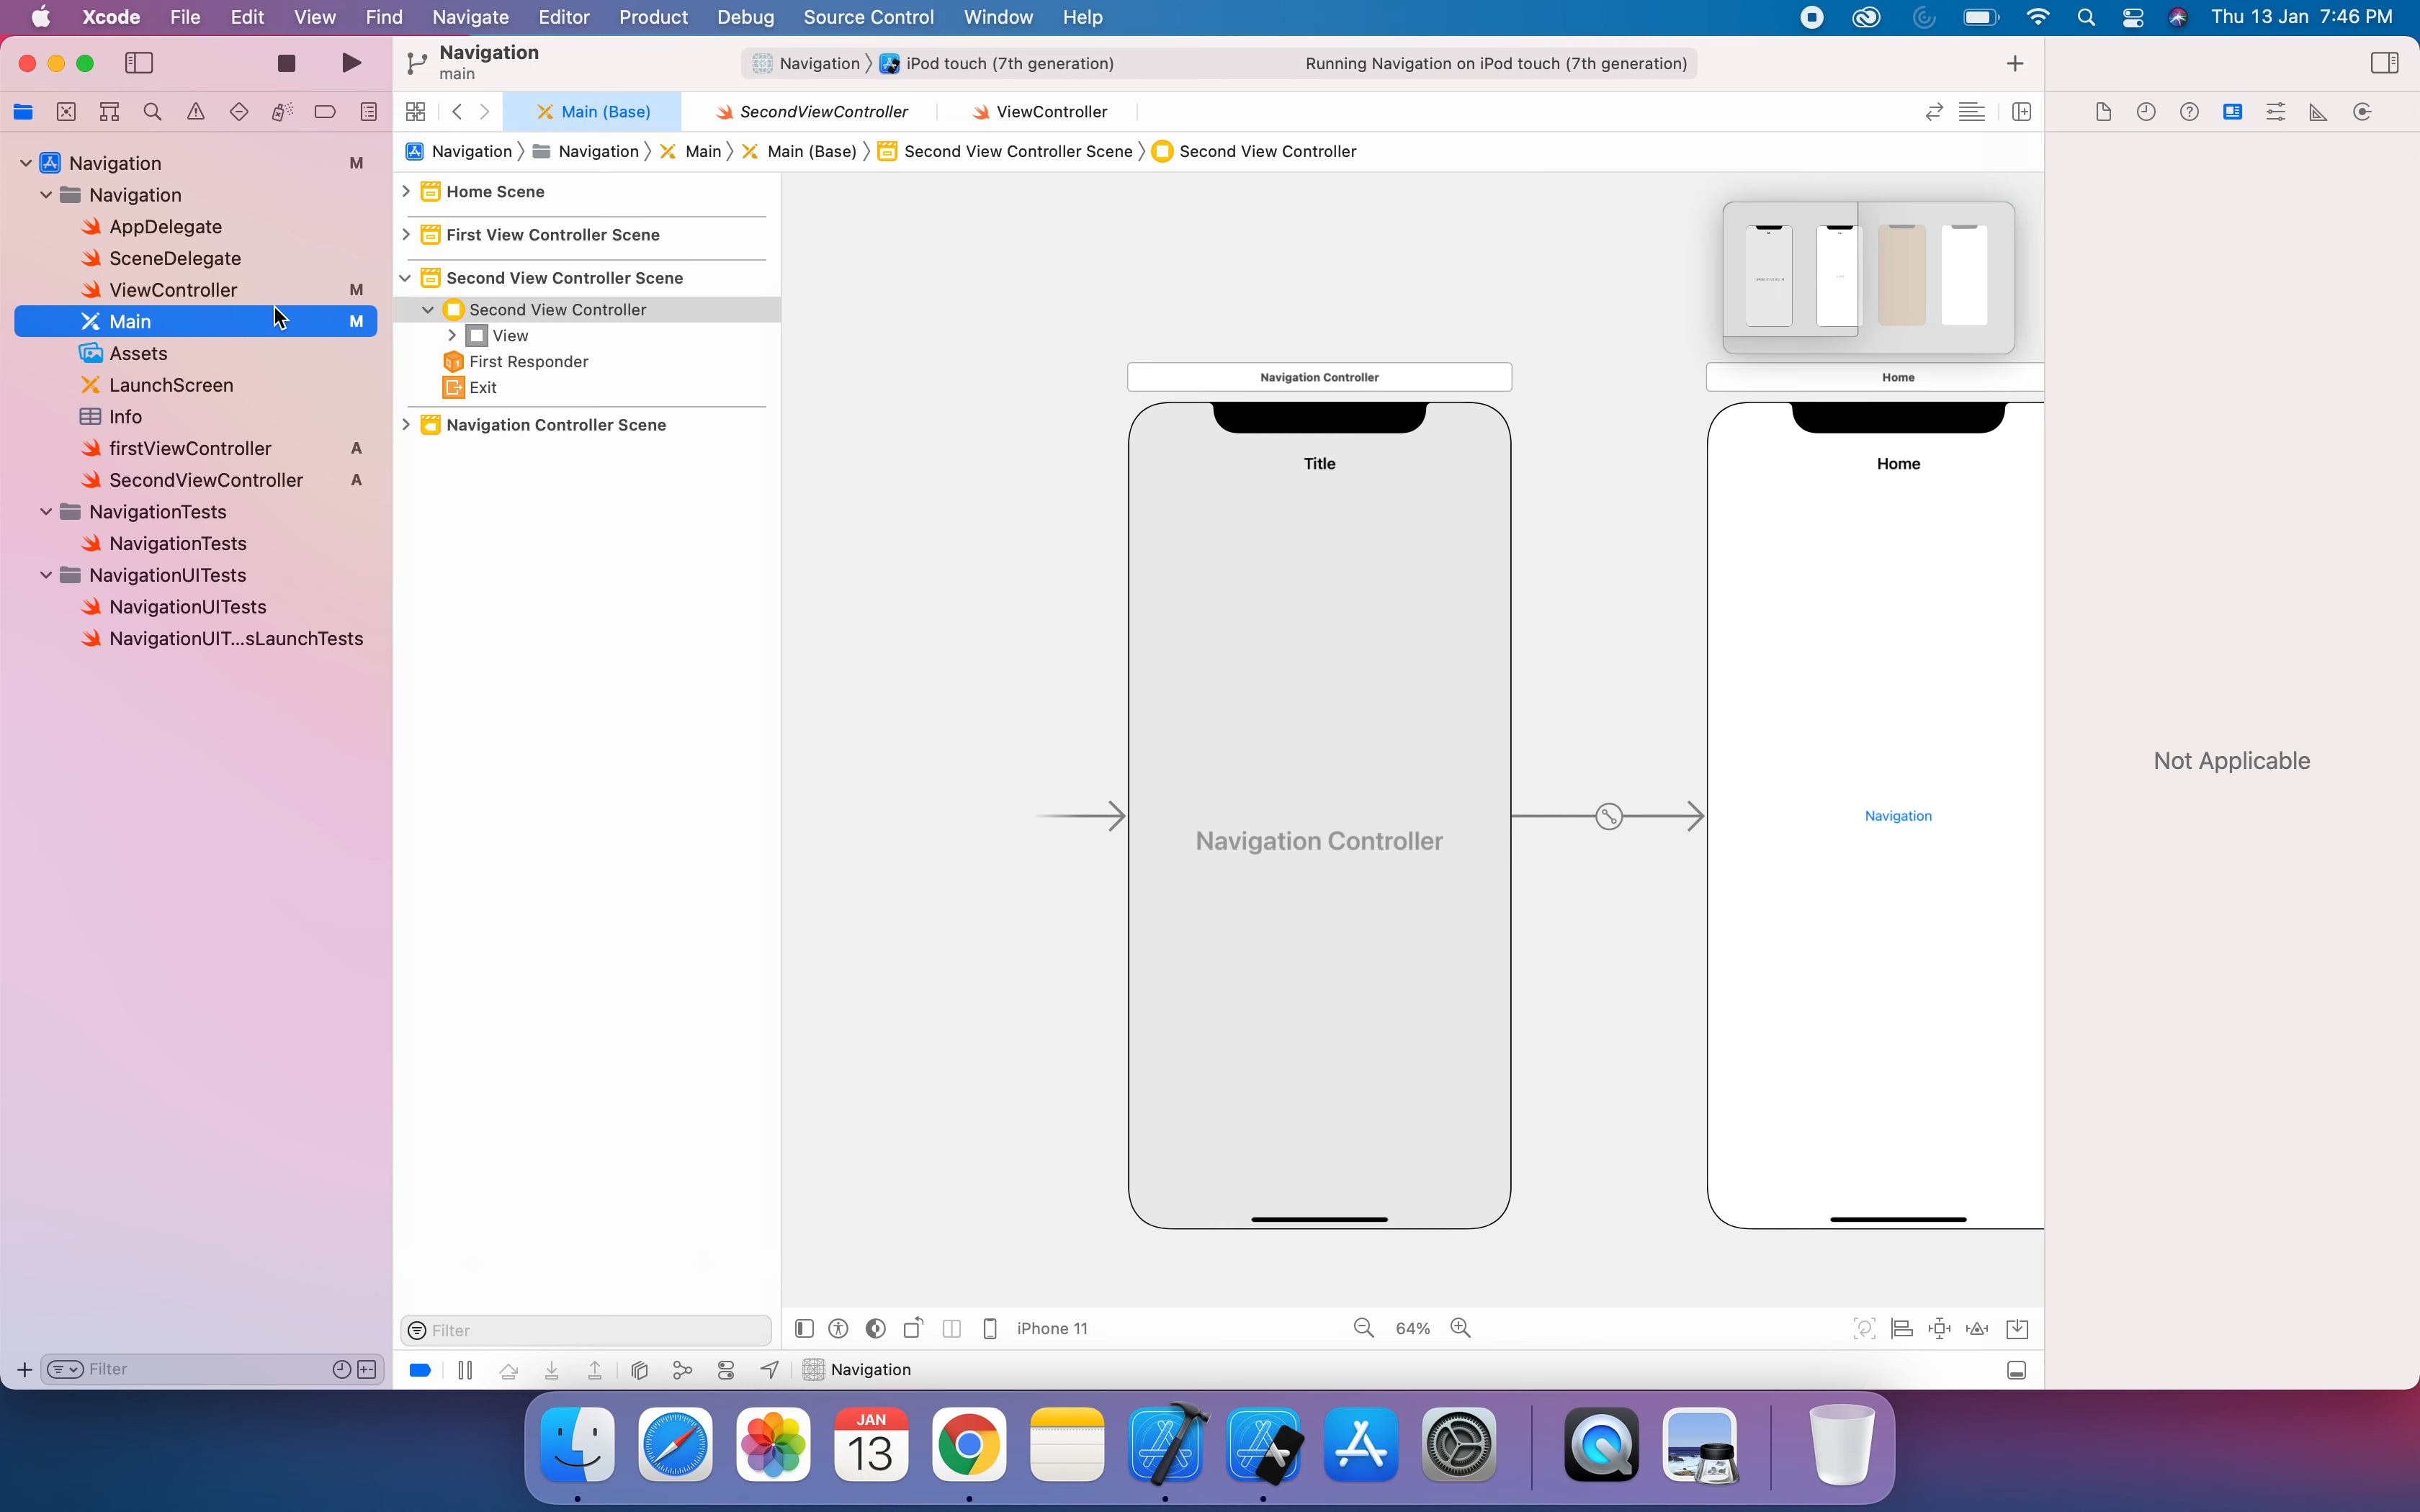 Xcode File Edit View Find Navigate Editor Product Debug Source Control Window Help Thu 13 Jan 7:46 PM
Navigation
main
Navigation iPod touch (7th generation) Running Navigation on iPod touch (7th generation)
Main (Base) SecondViewController ViewController
Navigation Navigation Main Main (Base) Second View Controller Scene Second View Controller
Navigation M
Navigation
AppDelegate
SceneDelegate
ViewController M
Main M
Assets
LaunchScreen
Info
firstViewController A
SecondViewController A
NavigationTests
NavigationTests
NavigationUITests
NavigationUITests
NavigationUIT...sLaunchTests
Filter
Home Scene
First View Controller Scene
Second View Controller Scene
Second View Controller
View
First Responder
Exit
Navigation Controller Scene
Filter
Navigation Controller
Title
Navigation Controller
Home
Home
Navigation
iPhone 11 64%
Navigation
Not Applicable
JAN
13